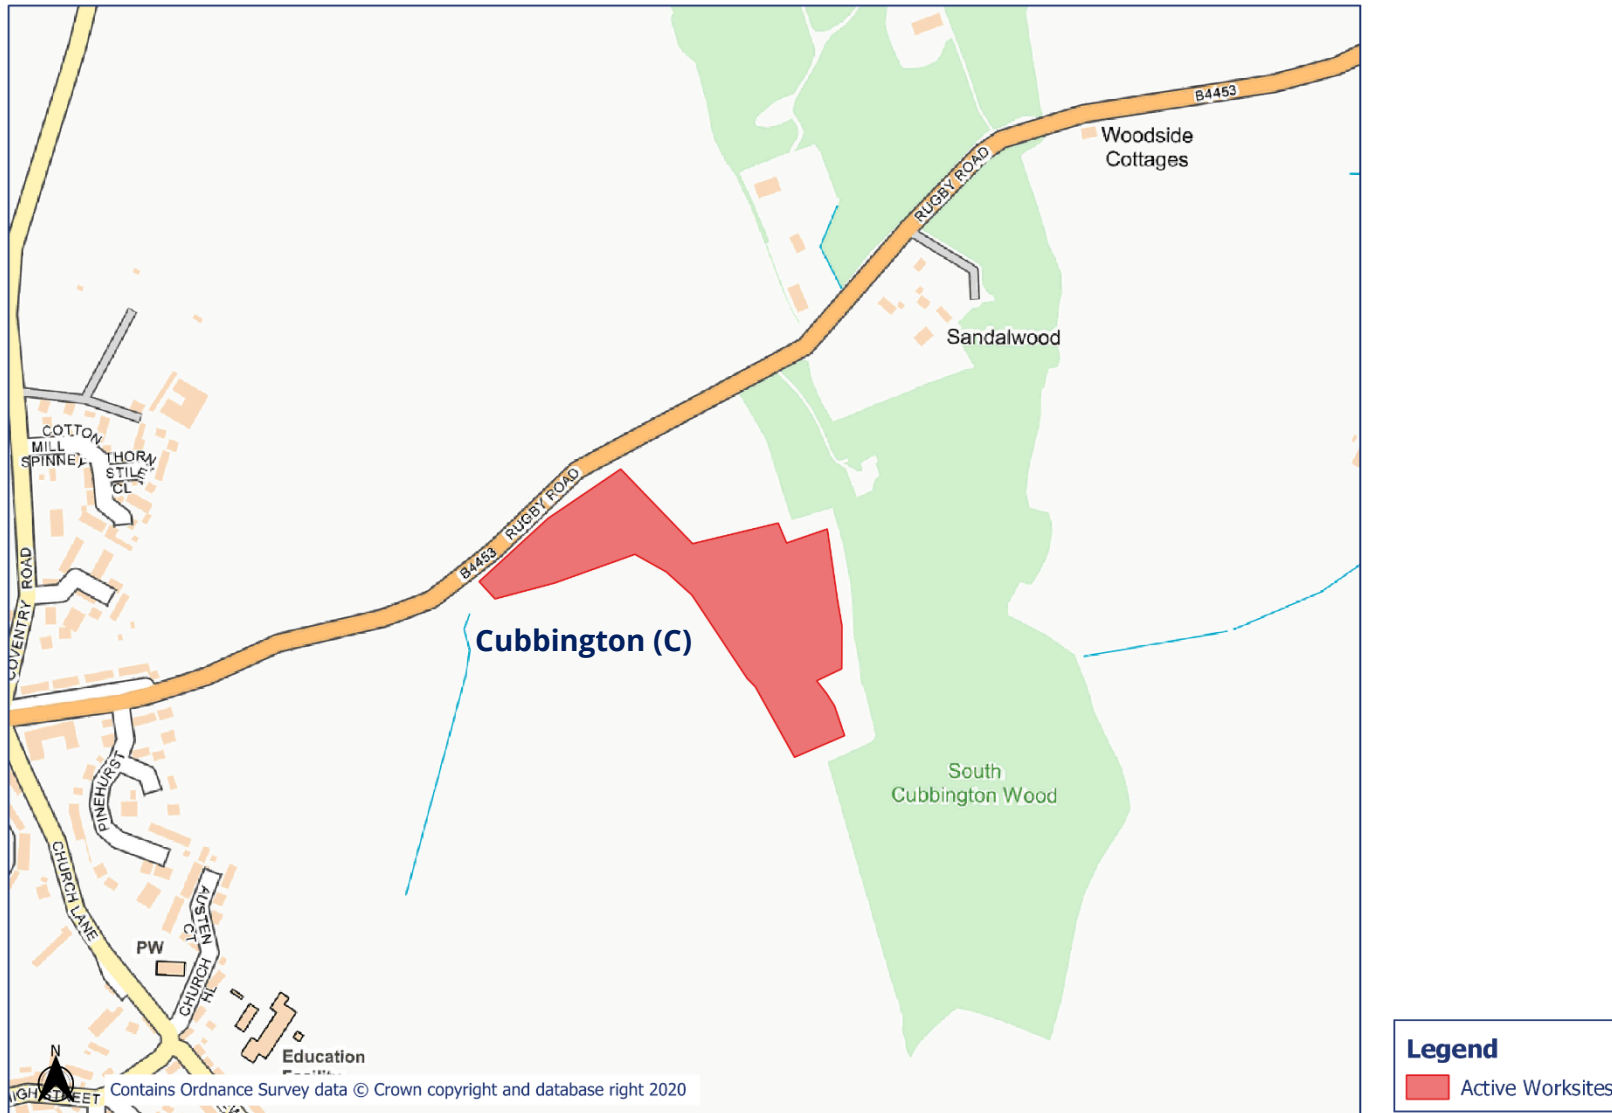 B4453
Woodside
Cottages
RUGBY ROAD
Sandalwood
COTTON
MILL
SPINNEY
THORN
STILE
CL
RUGBY ROAD
B4453
COVENTRY ROAD
Cubbington (C)
PINEHURST
South
Cubbington Wood
CHURCH LANE
AUSTEN
CT
PW
CHURCH
HL
N
Education
Facility
STREET
Contains Ordnance Survey data © Crown copyright and database right 2020
Legend
Active Worksites